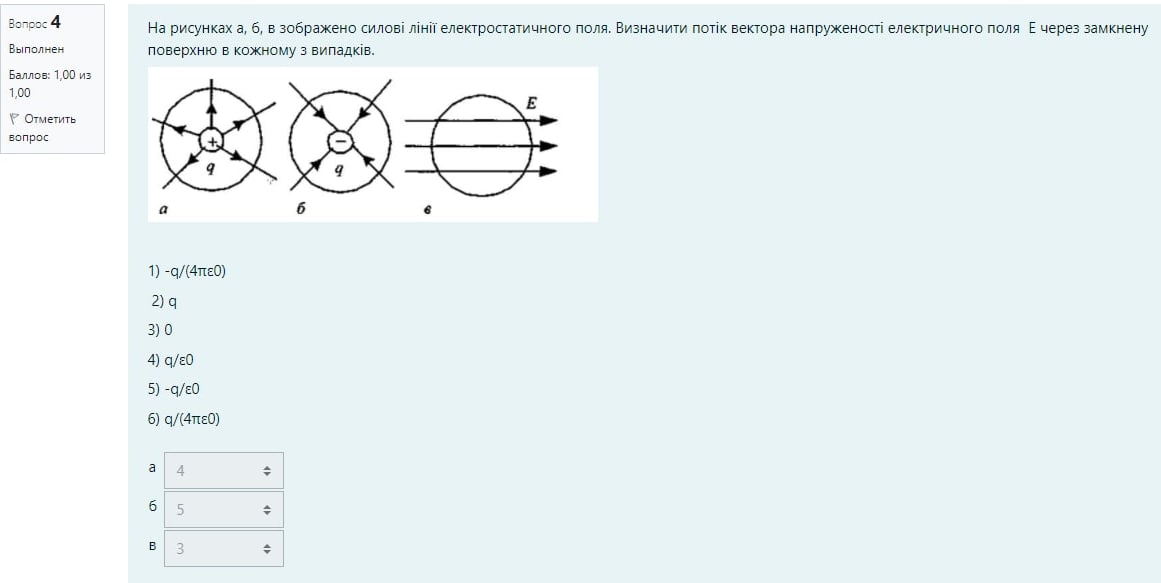 Вопрос 4
Выполнен
Баллов: 1,00 из
1,00
Отметить
вопрос
На рисунках а, б, в зображено силові лінії електростатичного поля. Визначити потік вектора напруженості електричного поля Е через замкнену
поверхню в кожному з випадків.
+ q
− q
E
а б в
1) -q/(4πε0)
2) q
3) 0
4) q/ε0
5) -q/ε0
6) q/(4πε0)
а 4
б 5
в 3